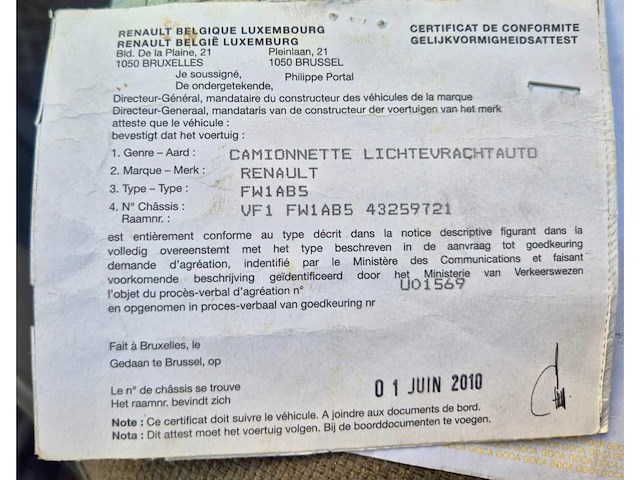 RENAULT BELGIQUE LUXEMBOURG CERTIFICAT DE CONFORMITE
RENAULT BELGIË LUXEMBURG GELIJKVORMIGHEIDSATTEST
Bld. De la Plaine, 21 Pleinlaan, 21
1050 BRUXELLES 1050 BRUSSEL
Je soussigné, Philippe Portal
De ondergetekende,
Directeur-Général, mandataire du constructeur des véhicules de la marque
Directeur-Generaal, mandataris van de constructeur der voertuigen van het merk
atteste que le véhicule :
bevestigt dat het voertuig :
1. Genre – Aard : CAMIONNETTE LICHTEVRACHTAUTO
2. Marque – Merk : RENAULT
3. Type – Type : FW1AB5
4. N° Châssis : VF1 FW1AB5 43259721
Raamnr. :
est entièrement conforme au type décrit dans la notice descriptive figurant dans la
volledig overeenstemt met het type beschreven in de aanvraag tot goedkeuring
demande d'agréation, indentifié par le Ministère des Communications et faisant
voorkomende beschrijving geïdentificeerd door het Ministerie van Verkeerswezen
l'objet du procès-verbal d'agréation n° U01569
en opgenomen in proces-verbaal van goedkeuring nr
Fait à Bruxelles, le
Gedaan te Brussel, op
Le n° de châssis se trouve 01 JUIN 2010
Het raamnr. bevindt zich
Note : Ce certificat doit suivre le véhicule. A joindre aux documents de bord.
Nota : Dit attest moet het voertuig volgen. Bij de boorddocumenten te voegen.